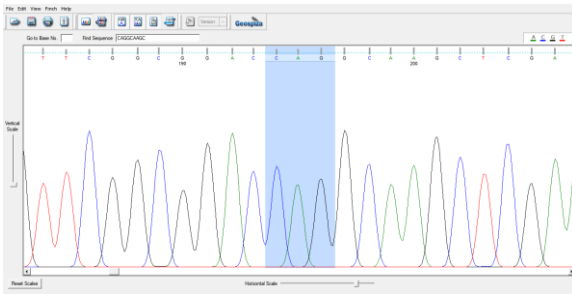 File Edit View Finch Help
Version Geospiza
Go to Base No. Find Sequence CAGGCAAGC
A C G T
T T C G G C G G A C C A G G C A A G C T C G A
190 200
Vertical
Scale
Reset Scales Horizontal Scale